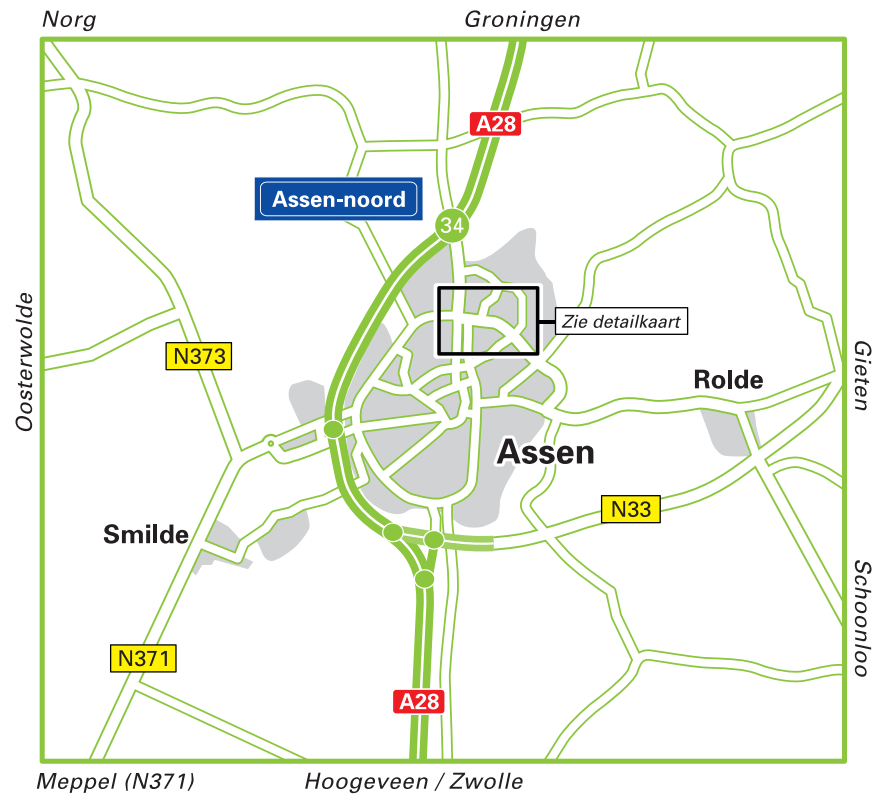 Norg
Groningen
A28
Assen-noord
34
Zie detailkaart
Oosterwolde
N373
Gieten
Rolde
Assen
N33
Smilde
Schoonloo
N371
A28
Meppel (N371)
Hoogeveen / Zwolle